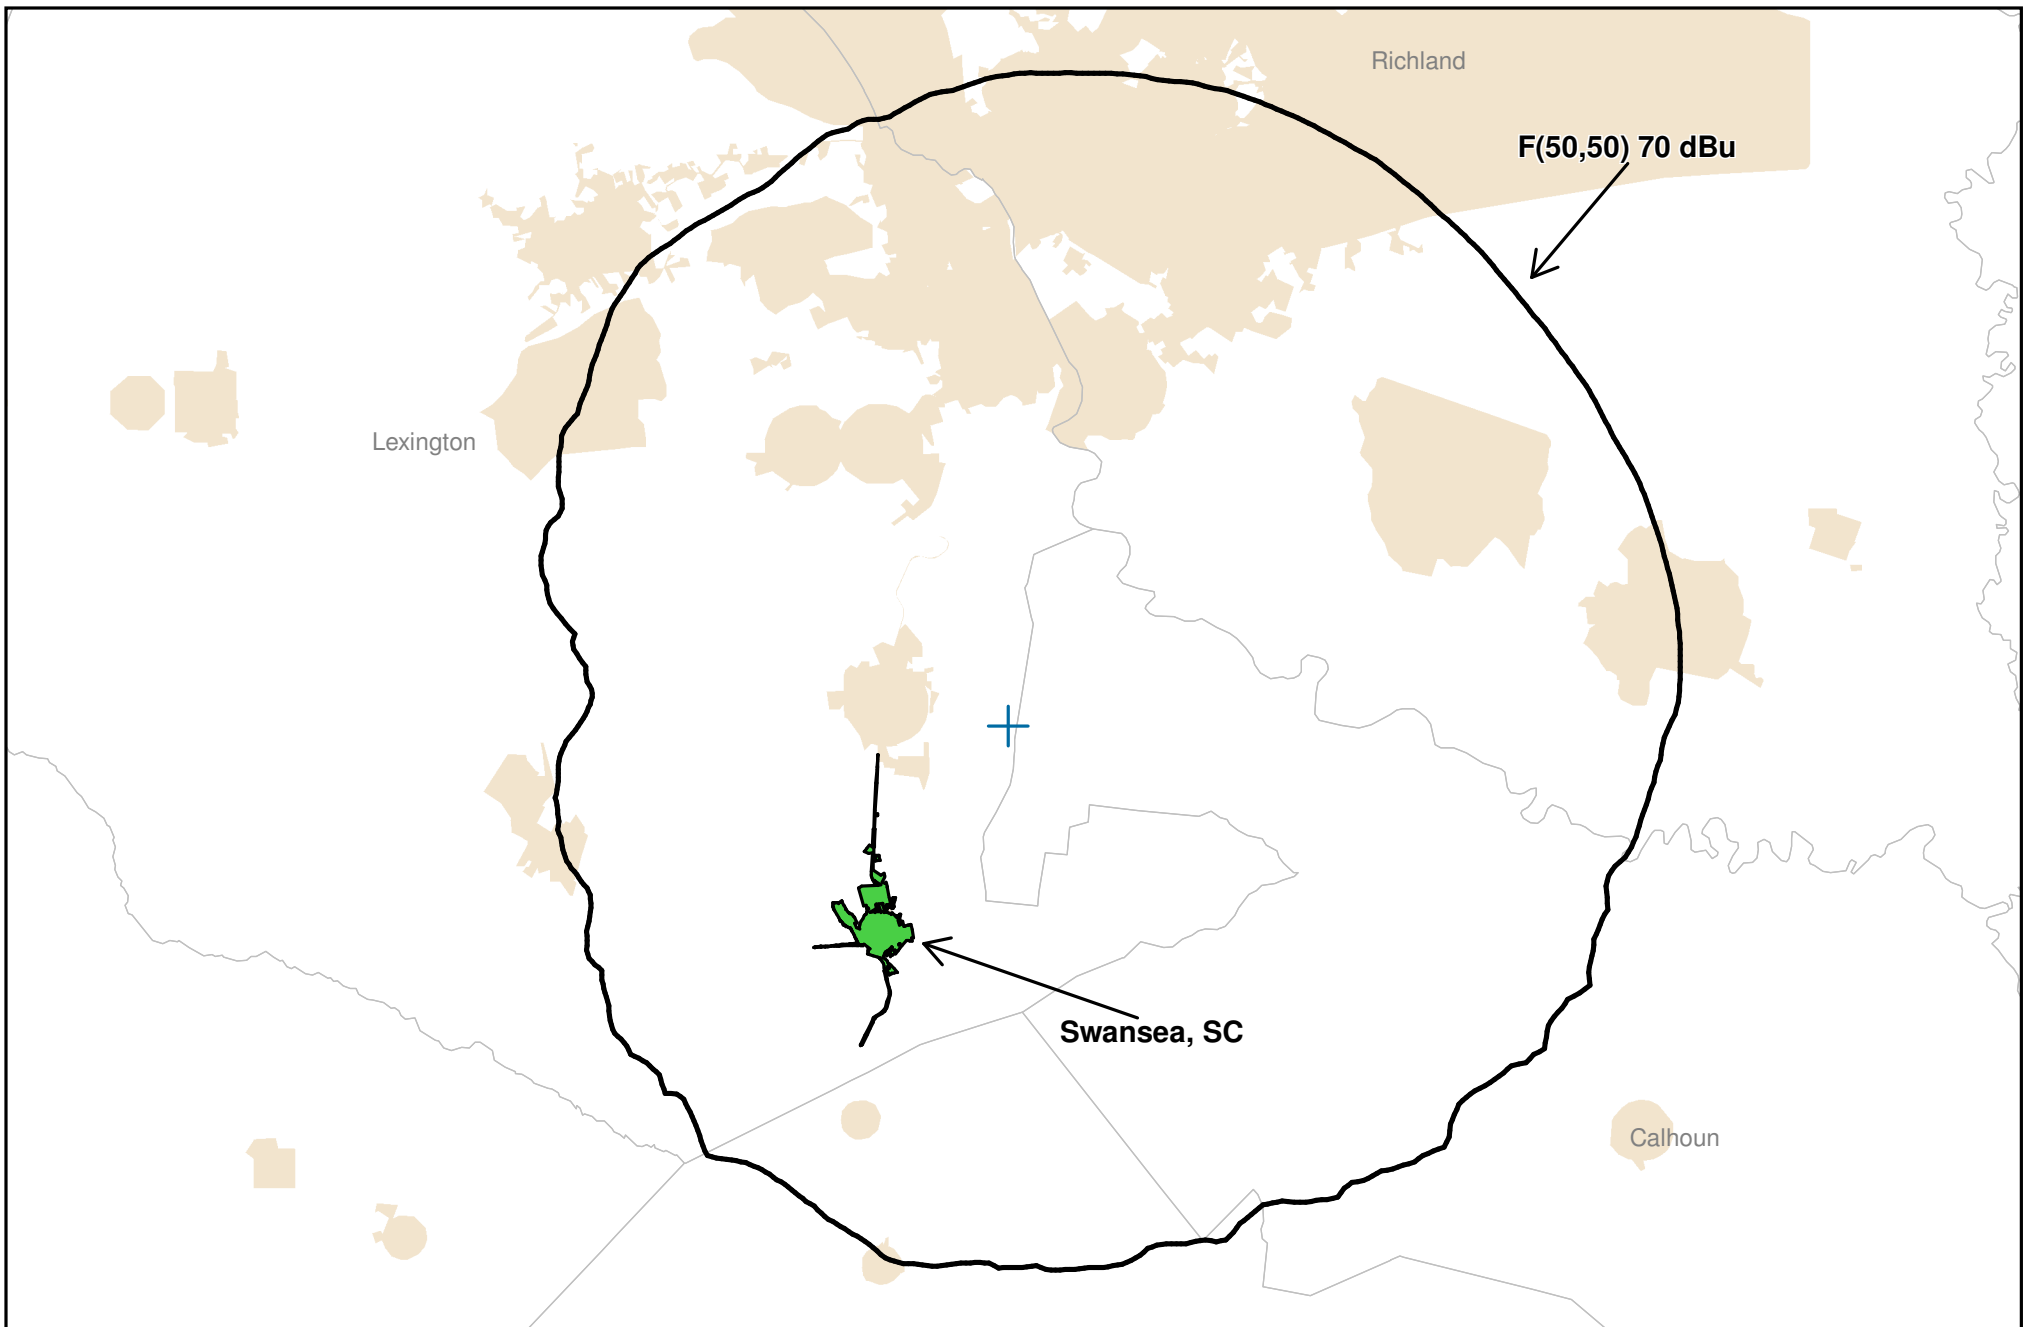 Richland
F(50,50) 70 dBu
Lexington
Swansea, SC
Calhoun